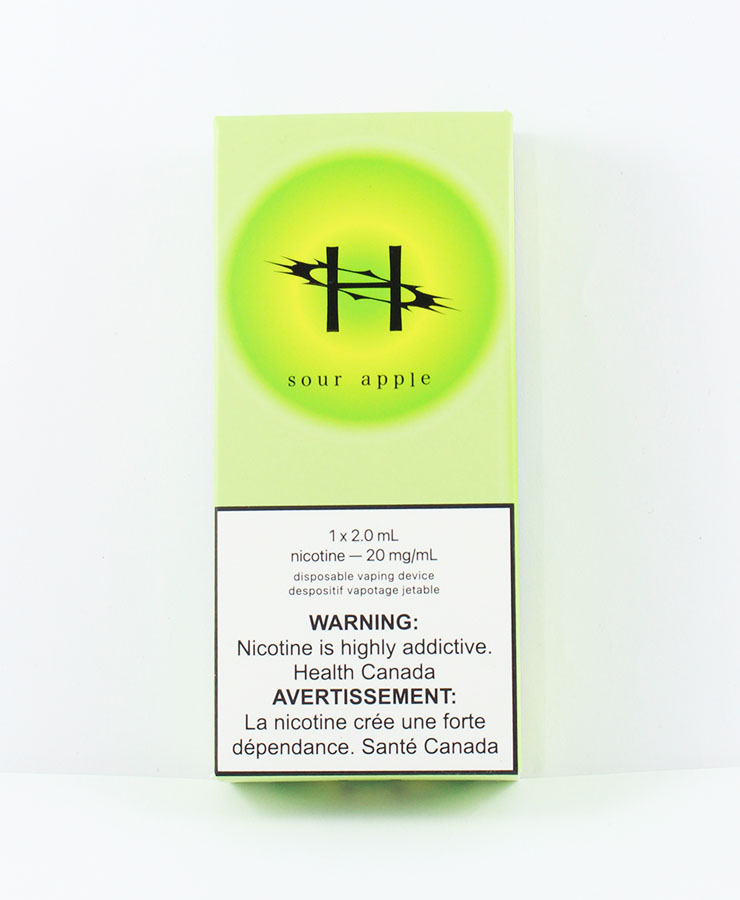 H
sour apple
1 x 2.0 mL
nicotine — 20 mg/mL
disposable vaping device
despositif vapotage jetable
WARNING:
Nicotine is highly addictive.
Health Canada
AVERTISSEMENT:
La nicotine crée une forte
dépendance. Santé Canada